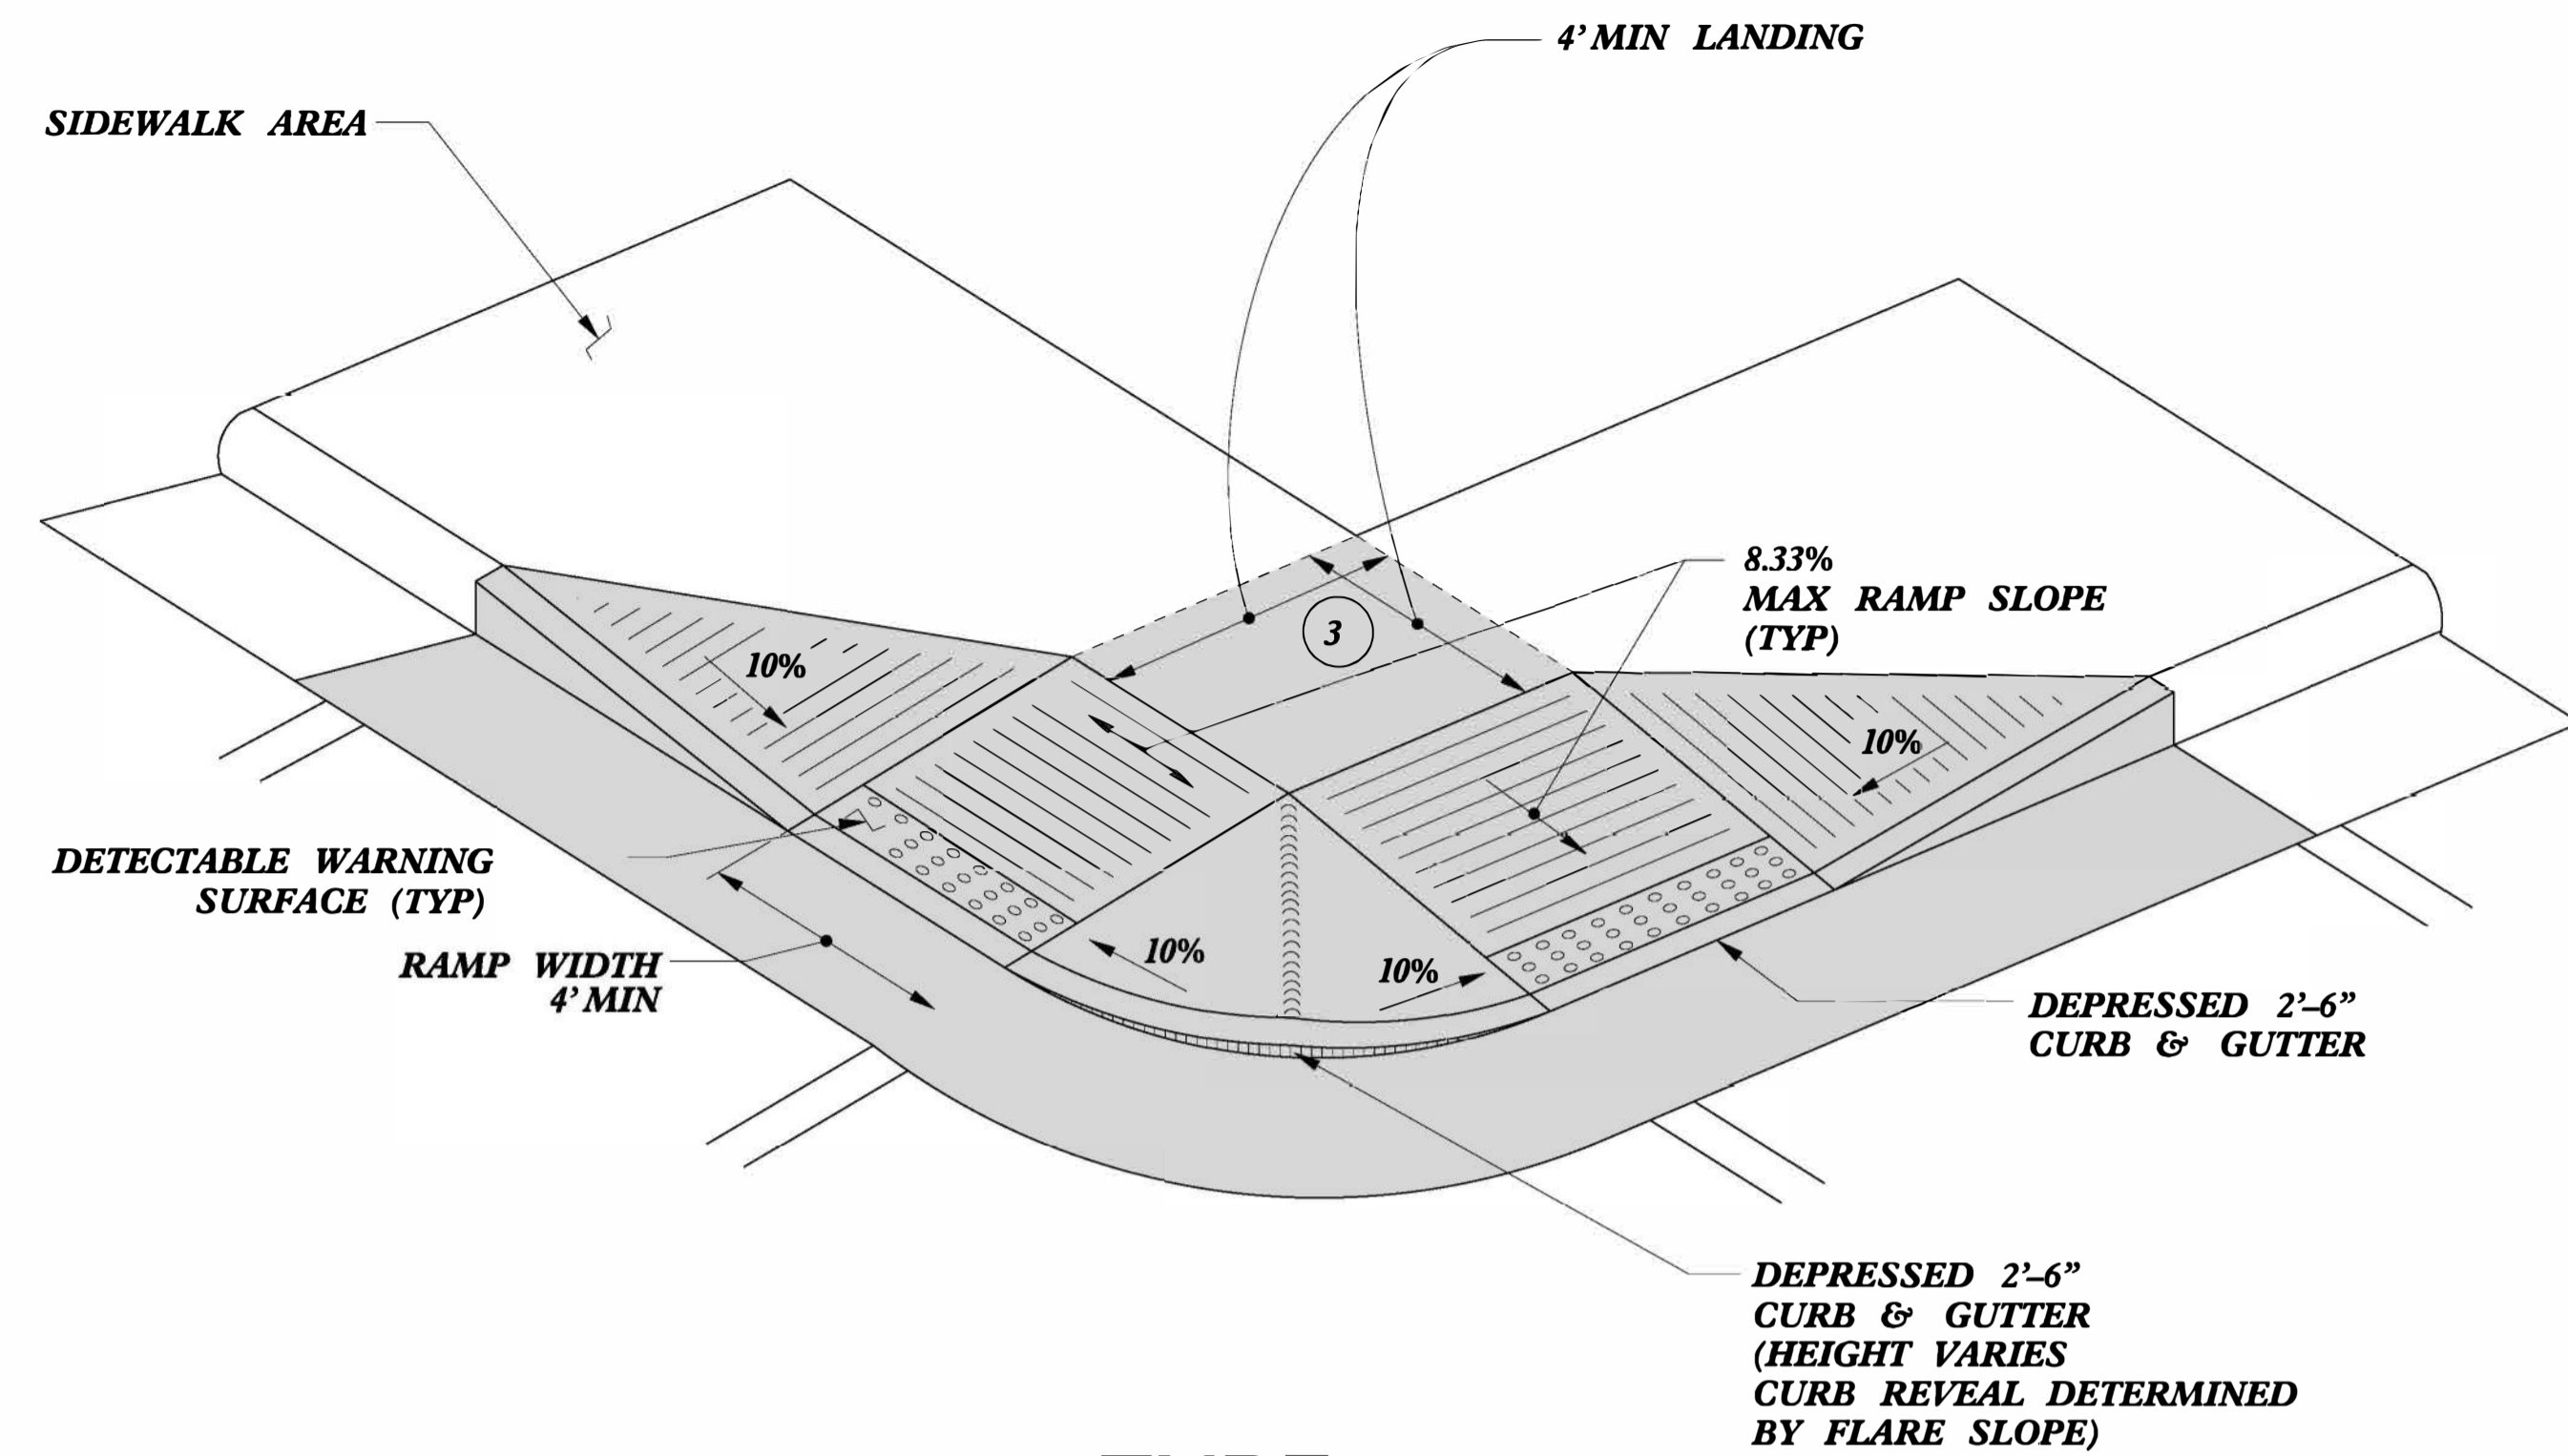 4' MIN LANDING
SIDEWALK AREA
8.33%
MAX RAMP SLOPE
(TYP)
3
10%
10%
DETECTABLE WARNING
SURFACE (TYP)
RAMP WIDTH
4' MIN
10%
10%
DEPRESSED 2'–6"
CURB & GUTTER
DEPRESSED 2'–6"
CURB & GUTTER
(HEIGHT VARIES
CURB REVEAL DETERMINED
BY FLARE SLOPE)